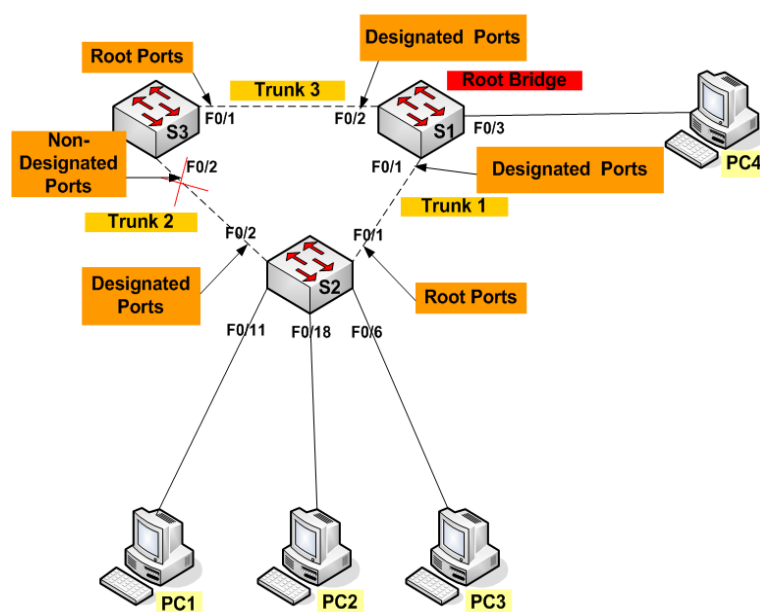 Designated Ports
Root Ports
Trunk 3
Root Bridge
S3
F0/1
F0/2
S1
F0/3
Non-
Designated
Ports
F0/2
F0/1
Designated Ports
PC4
Trunk 2
Trunk 1
F0/2
F0/1
Designated
Ports
S2
Root Ports
F0/11
F0/18
F0/6
PC1
PC2
PC3